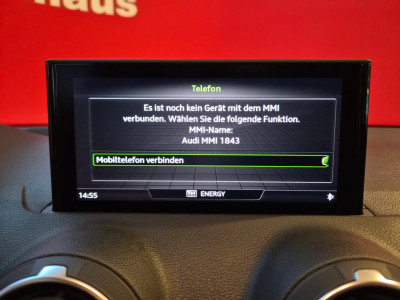 haus
Telefon
Es ist noch kein Gerät mit dem MMI
verbunden. Wählen Sie die folgende Funktion.
MMI-Name:
Audi MMI 1843
Mobiltelefon verbinden
14:55
ENERGY